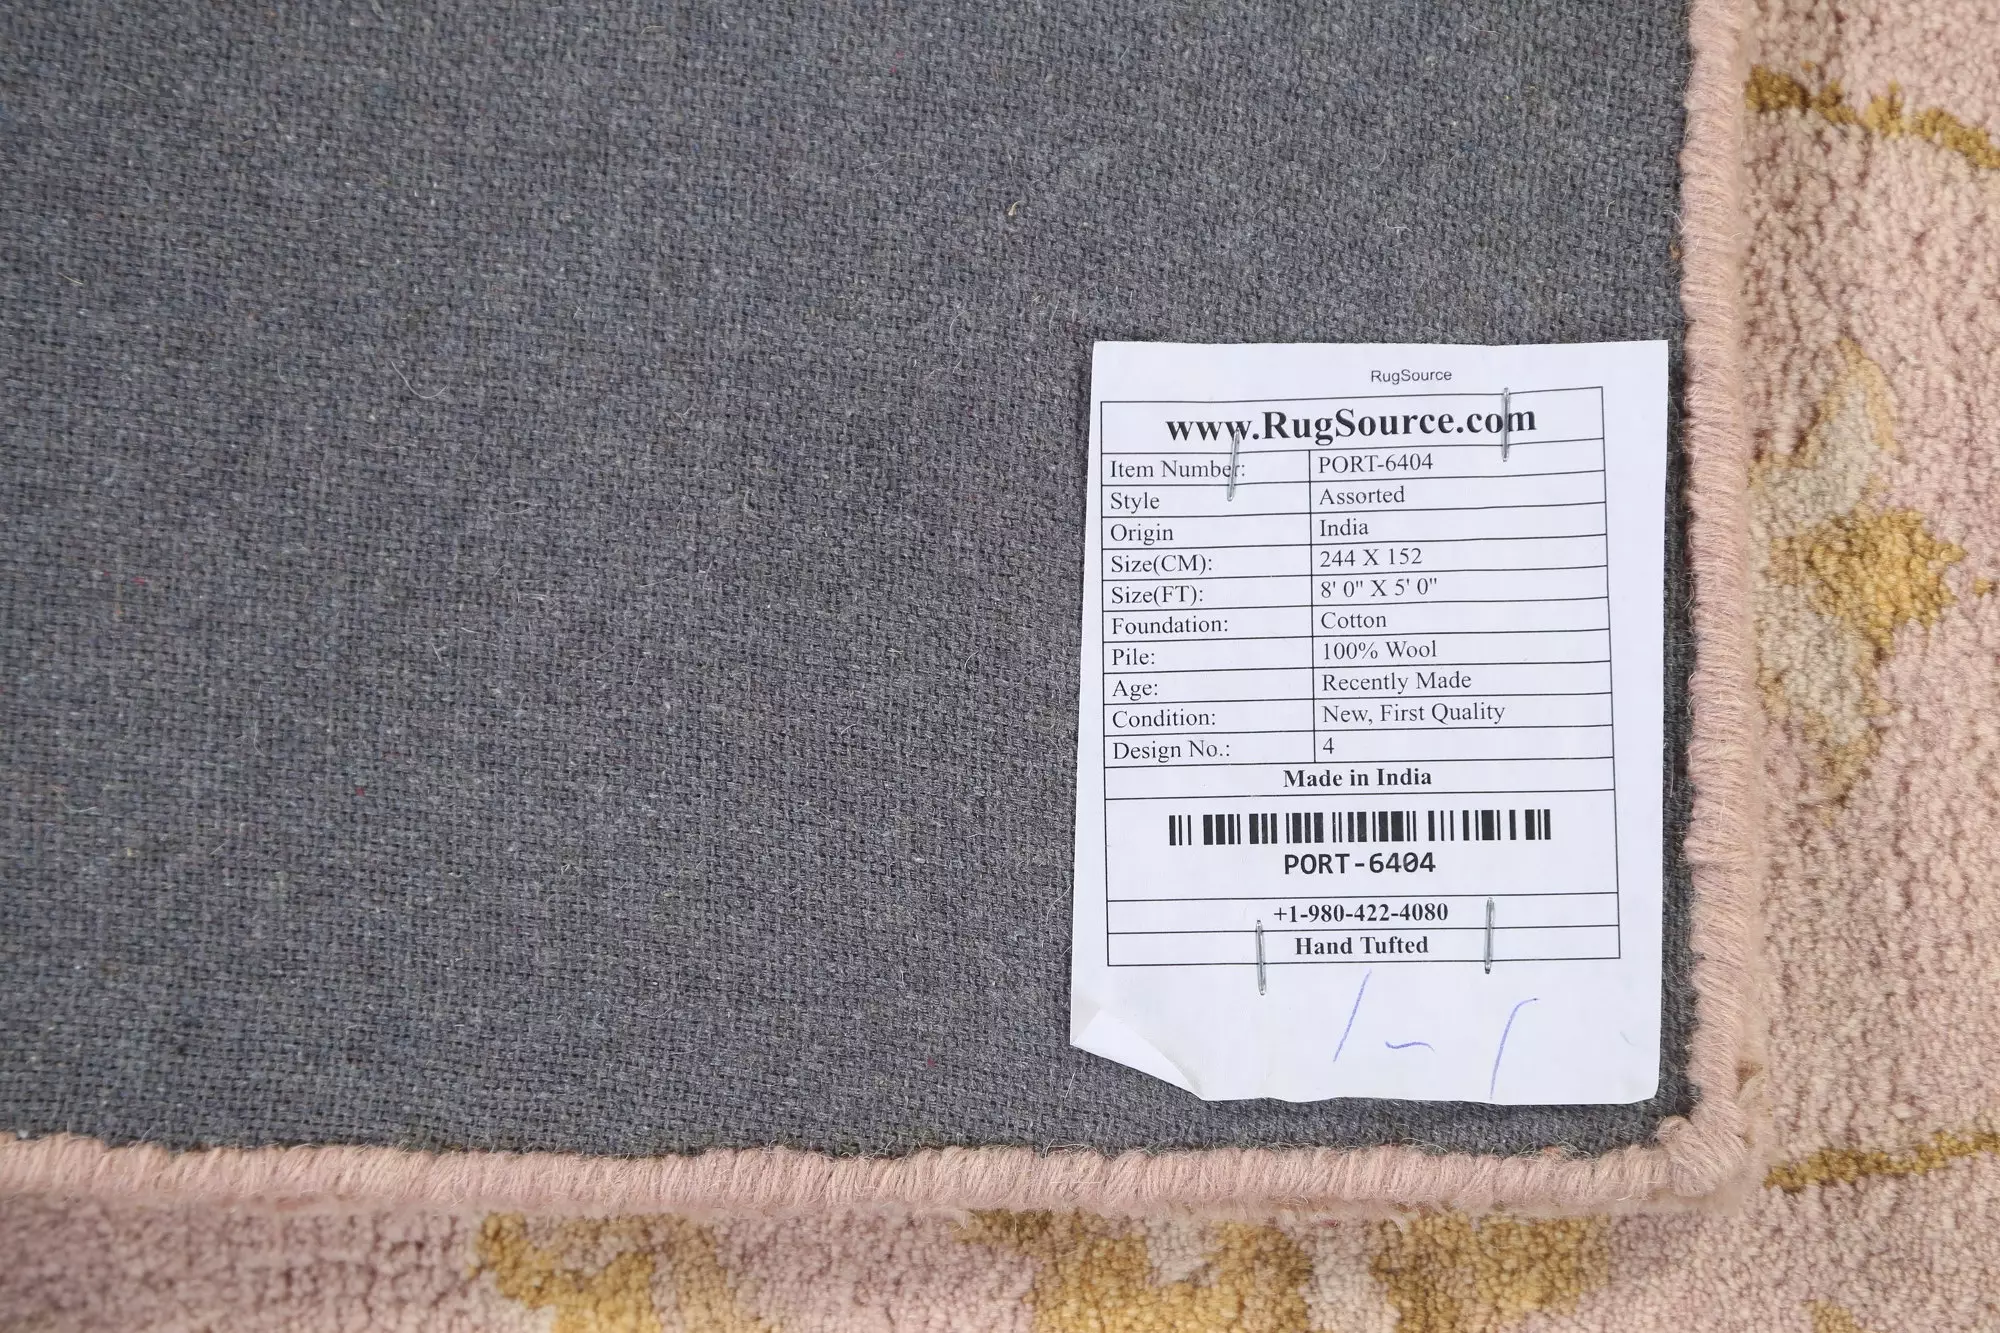 RugSource
www.RugSource.com
Item Number: PORT-6404
Style Assorted
Origin India
Size(CM): 244 X 152
Size(FT): 8' 0" X 5' 0"
Foundation: Cotton
Pile: 100% Wool
Age: Recently Made
Condition: New, First Quality
Design No.: 4
Made in India
PORT-6404
+1-980-422-4080
Hand Tufted